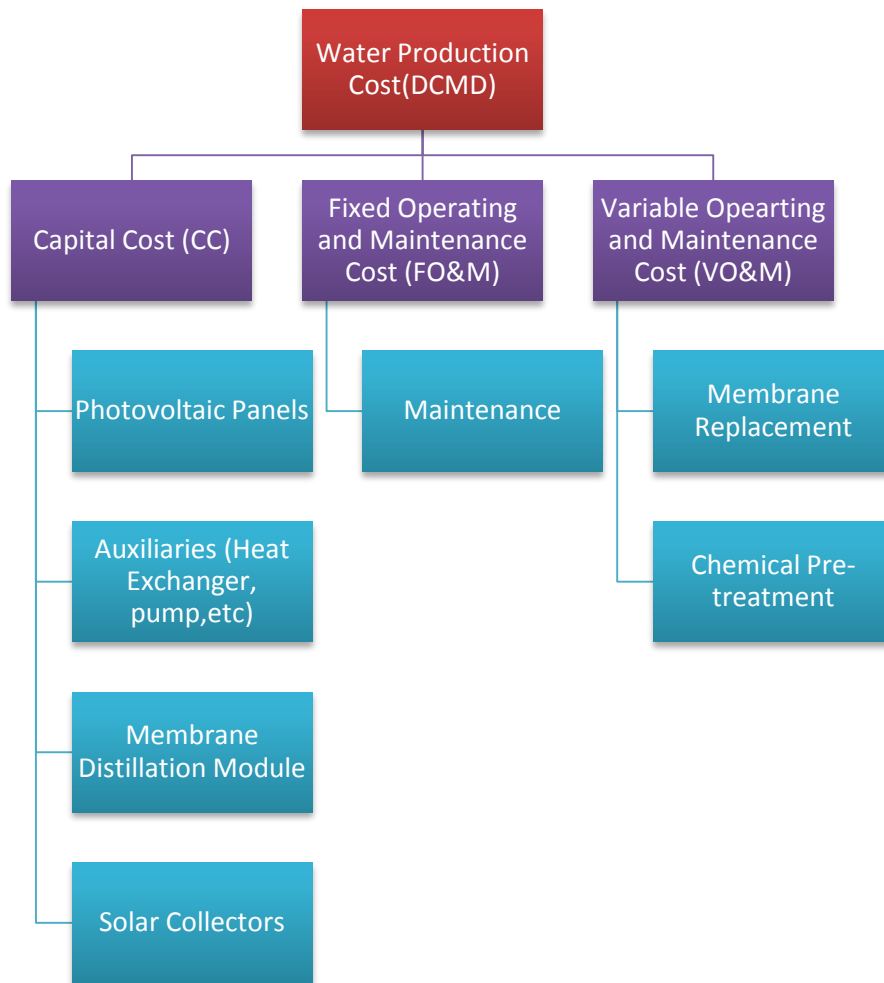 Water Production
Cost(DCMD)
Capital Cost (CC)
Fixed Operating
and Maintenance
Cost (FO&M)
Variable Opearting
and Maintenance
Cost (VO&M)
Photovoltaic Panels
Maintenance
Membrane
Replacement
Auxiliaries (Heat
Exchanger,
pump,etc)
Chemical Pre-
treatment
Membrane
Distillation Module
Solar Collectors